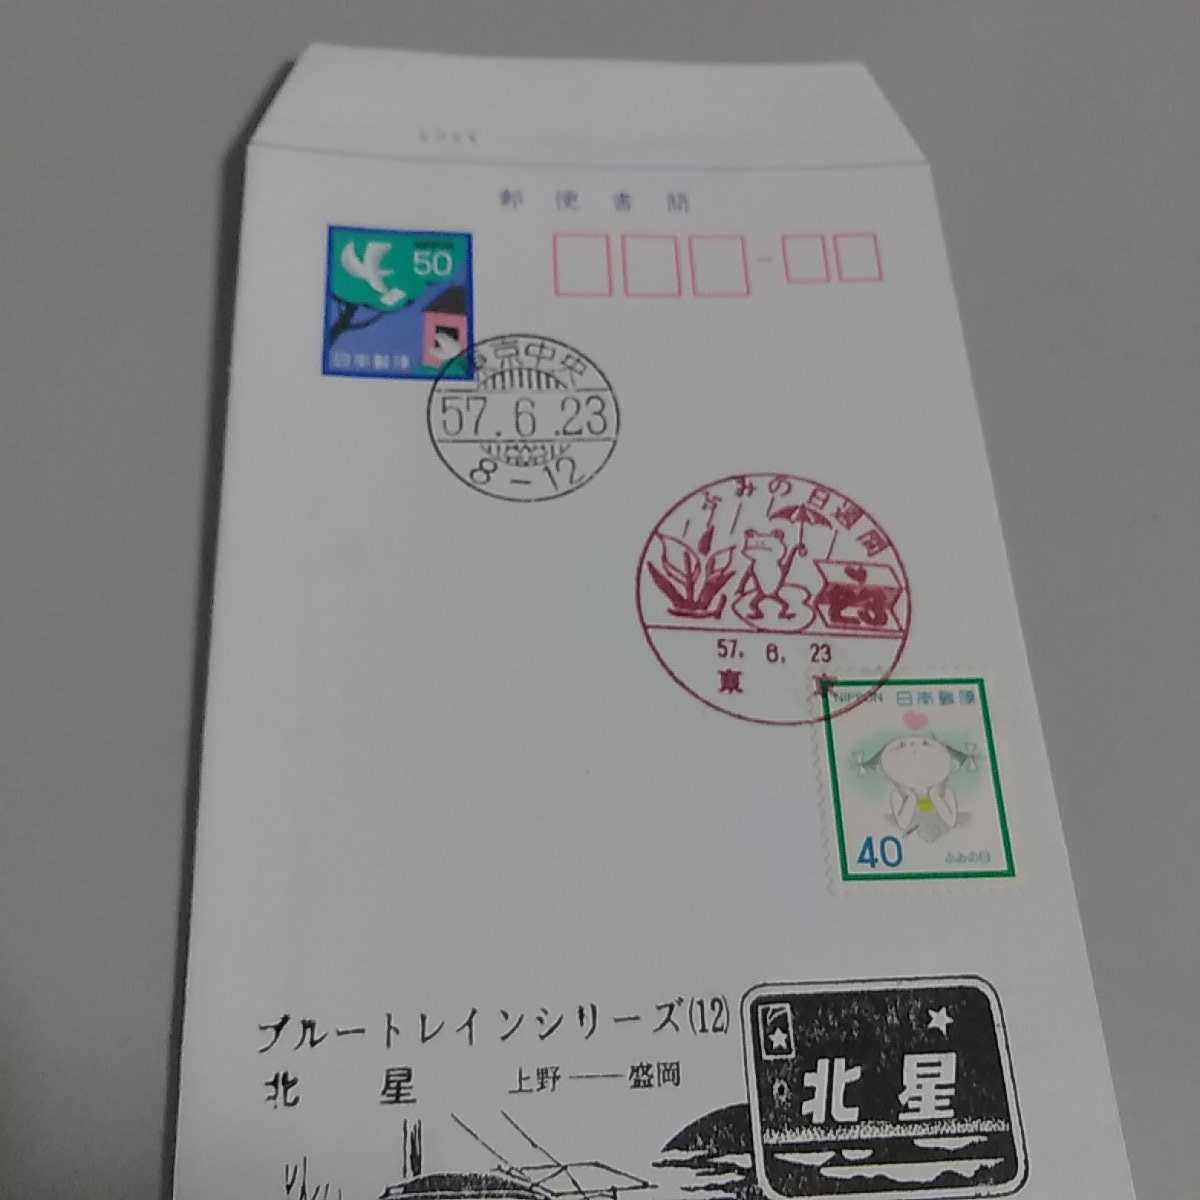 郵便書簡
50
日本郵便
東京中央
57.6.23
8-12
ふみの日週間
57. 6. 23
東京
NIPPON 日本郵便
40 ふみの日
ブルートレインシリーズ(12)
北星 上野——盛岡
北星